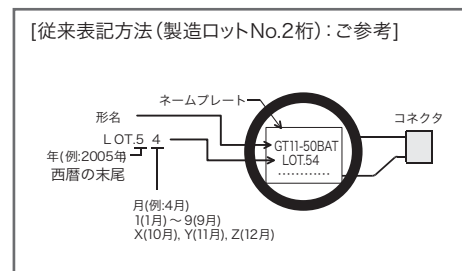 [従来表記方法(製造ロットNo.2桁):ご参考]
ネームプレート
形名
コネクタ
LOT.5 4
GT11-50BAT
LOT.54
…………
年(例:2005年)
西暦の末尾
月(例:4月)
1(1月)～9(9月)
X(10月), Y(11月), Z(12月)